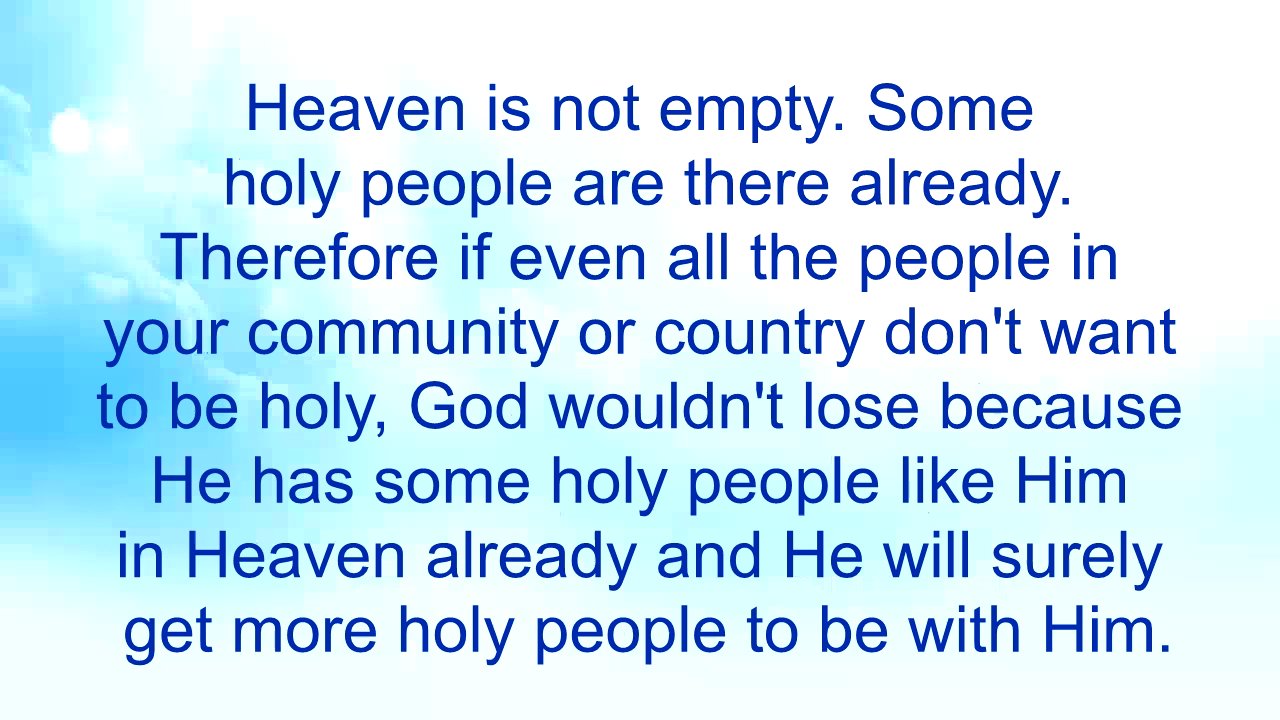 Heaven is not empty. Some
holy people are there already.
Therefore if even all the people in
your community or country don't want
to be holy, God wouldn't lose because
He has some holy people like Him
in Heaven already and He will surely
get more holy people to be with Him.